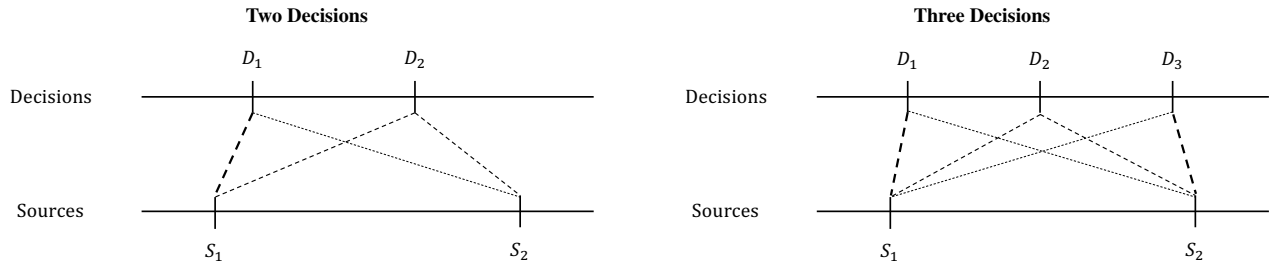 Two Decisions
D₁ D₂
Decisions
Sources
S₁ S₂
Three Decisions
D₁ D₂ D₃
Decisions
Sources
S₁ S₂